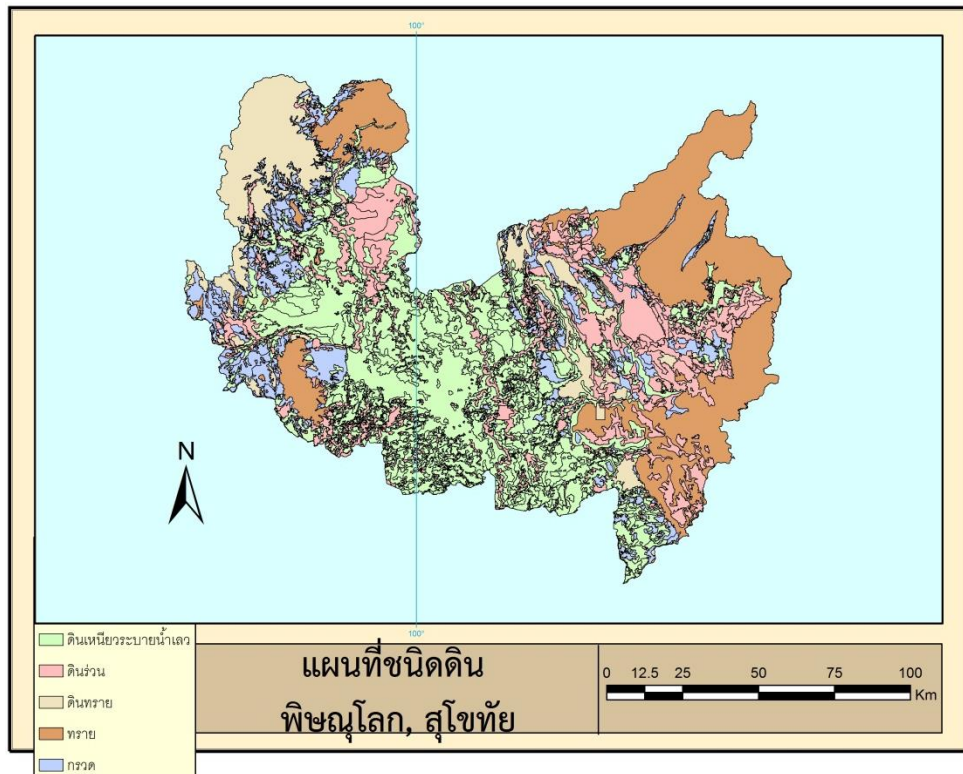 100°
N
100°
ดินเหนียวระบายน้ำเลว
ดินร่วน
ดินทราย
ทราย
กรวด
แผนที่ชนิดดิน
พิษณุโลก, สุโขทัย
0 12.5 25 50 75 100
Km